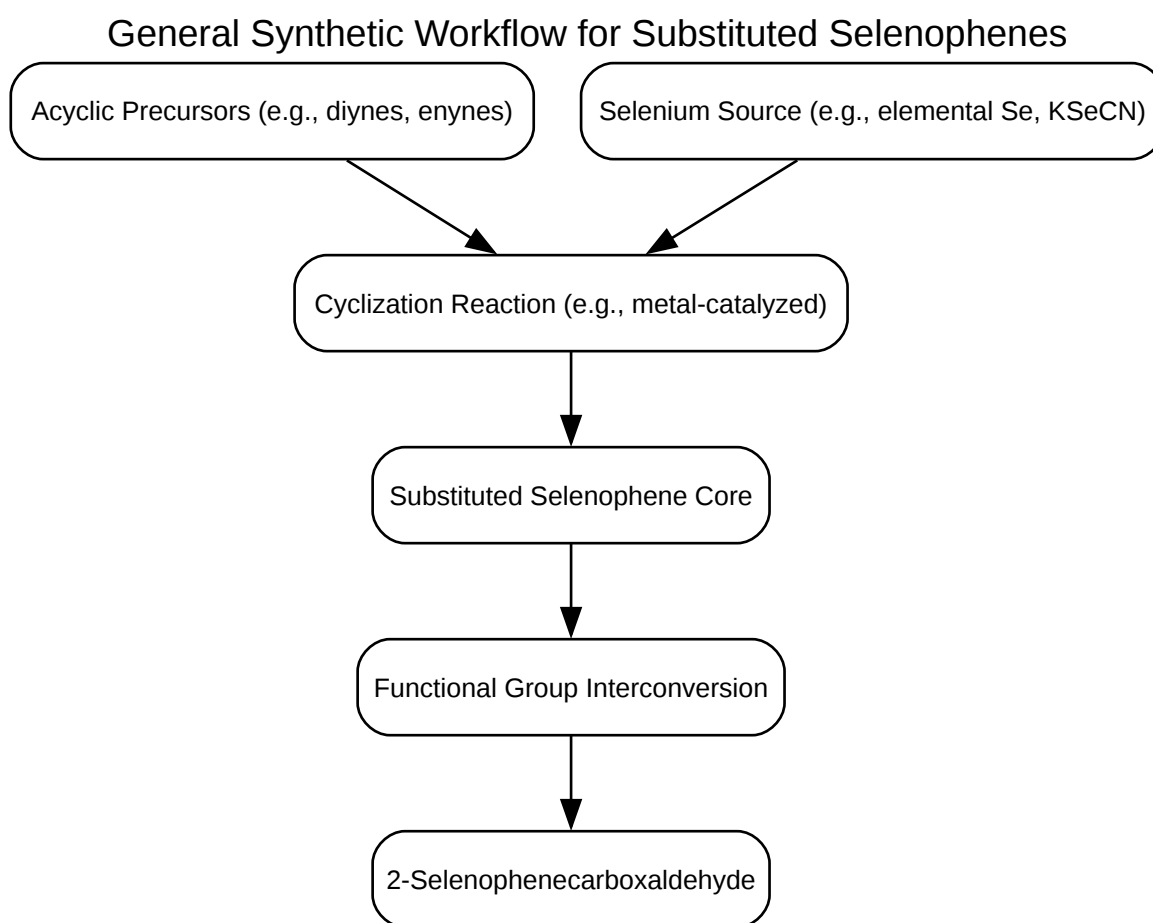 General Synthetic Workflow for Substituted Selenophenes
Acyclic Precursors (e.g., diynes, enynes)
Selenium Source (e.g., elemental Se, KSeCN)
Cyclization Reaction (e.g., metal-catalyzed)
Substituted Selenophene Core
Functional Group Interconversion
2-Selenophenecarboxaldehyde